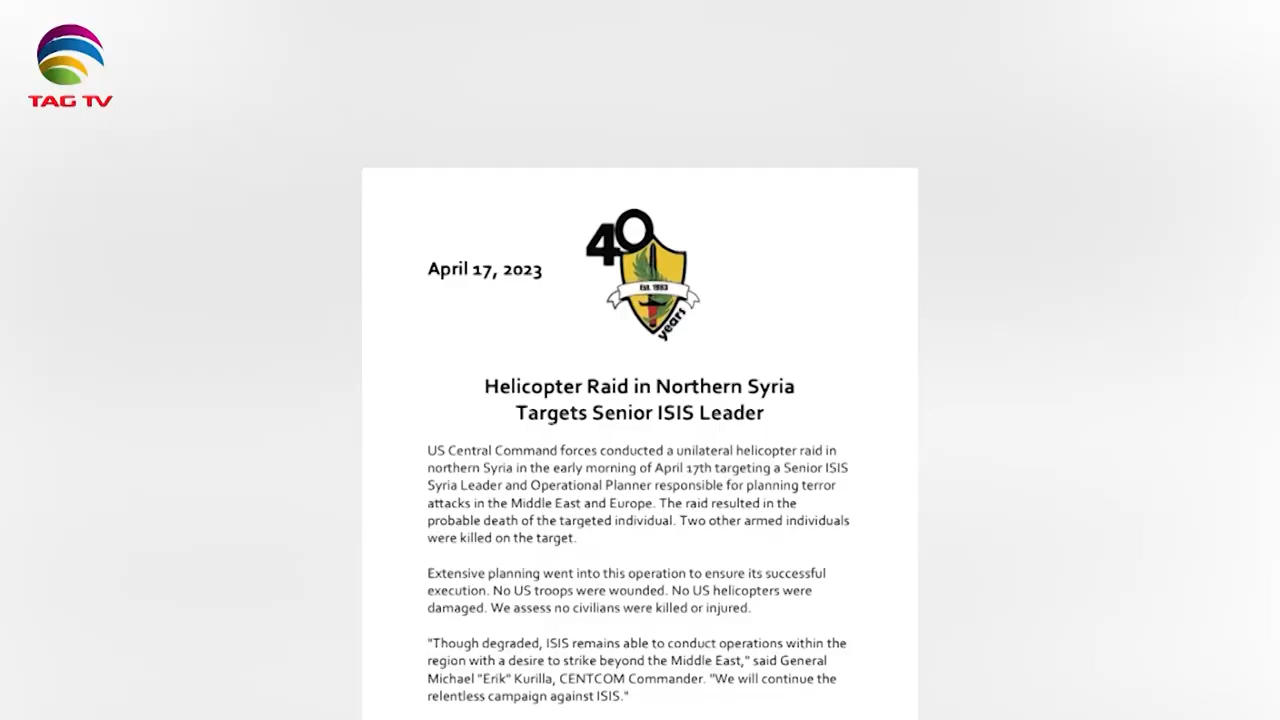 TAG TV
April 17, 2023
40
Est. 1983
years
Helicopter Raid in Northern Syria
Targets Senior ISIS Leader
US Central Command forces conducted a unilateral helicopter raid in
northern Syria in the early morning of April 17th targeting a Senior ISIS
Syria Leader and Operational Planner responsible for planning terror
attacks in the Middle East and Europe. The raid resulted in the
probable death of the targeted individual. Two other armed individuals
were killed on the target.
Extensive planning went into this operation to ensure its successful
execution. No US troops were wounded. No US helicopters were
damaged. We assess no civilians were killed or injured.
"Though degraded, ISIS remains able to conduct operations within the
region with a desire to strike beyond the Middle East," said General
Michael "Erik" Kurilla, CENTCOM Commander. "We will continue the
relentless campaign against ISIS."